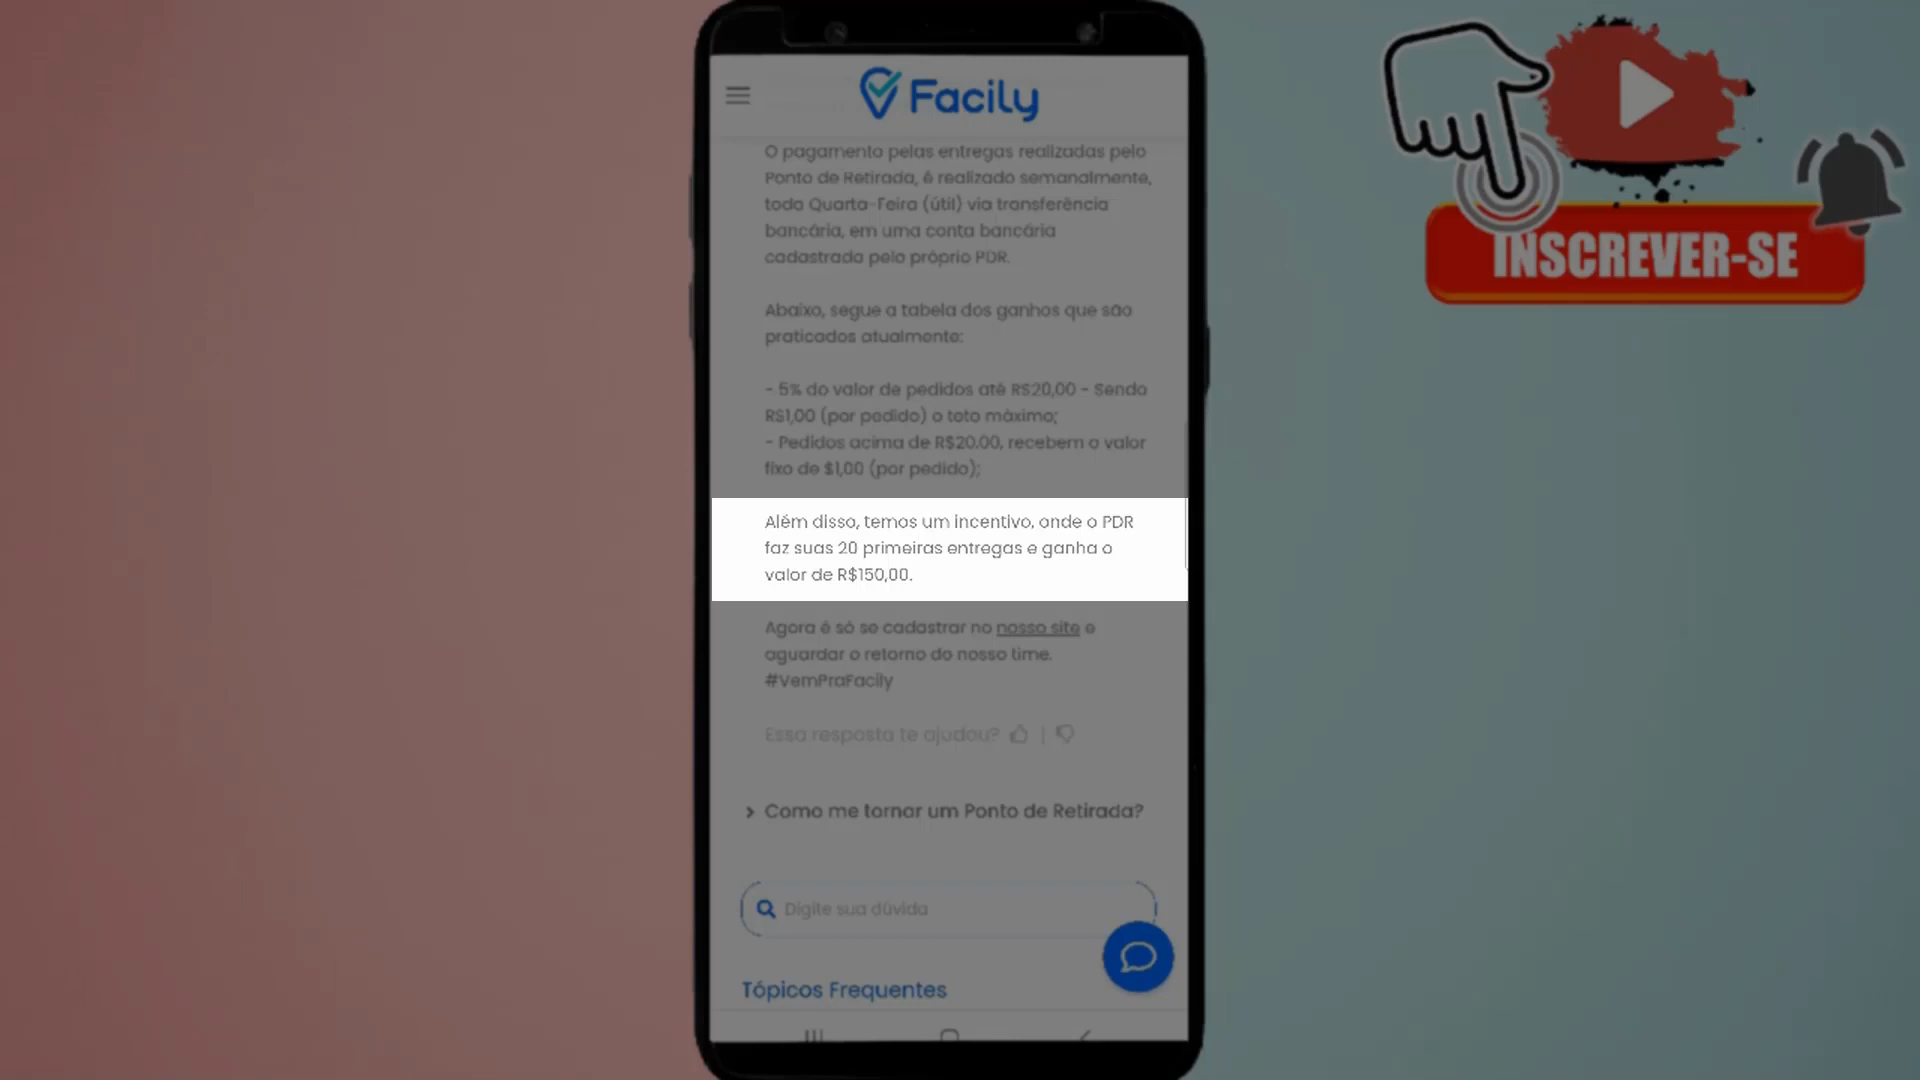 Facily
O pagamento pelas entregas realizadas pelo
Ponto de Retirada, é realizado semanalmente,
toda Quarta-Feira (útil) via transferência
bancária, em uma conta bancária
cadastrada pelo próprio PDR.
Abaixo, segue a tabela dos ganhos que são
praticados atualmente:
- 5% do valor de pedidos até R$20,00 - Sendo
R$1,00 (por pedido) o teto máximo;
- Pedidos acima de R$20,00, recebem o valor
fixo de $1,00 (por pedido);
Além disso, temos um incentivo, onde o PDR
faz suas 20 primeiras entregas e ganha o
valor de R$150,00.
Agora é só se cadastrar no nosso site e
aguardar o retorno do nosso time.
#VemPraFacily
Essa resposta te ajudou? |
Como me tornar um Ponto de Retirada?
Digite sua dúvida
Tópicos Frequentes
INSCREVER-SE